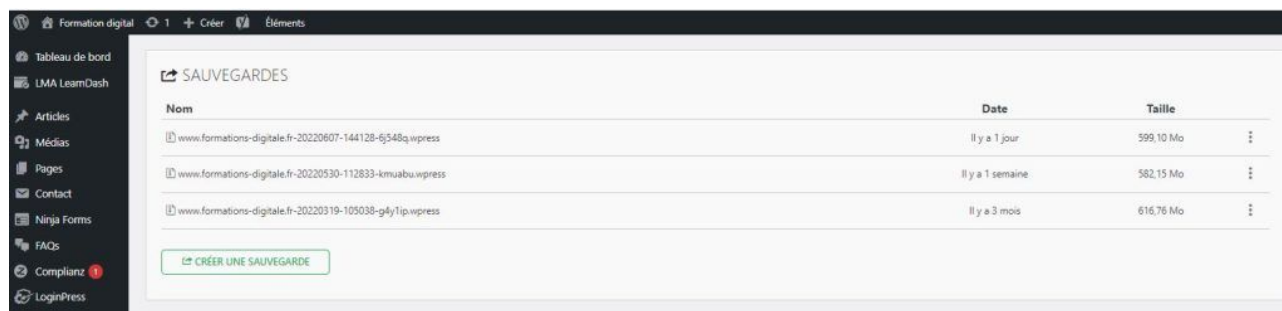 Formation digital 1 Créer Éléments
Tableau de bord
LMA LearnDash
Articles
Médias
Pages
Contact
Ninja Forms
FAQs
Complianz 1
LoginPress
SAUVEGARDES
Nom Date Taille
www.formations-digitale.fr-20220607-144128-6j548q.wpress Il y a 1 jour 599,10 Mo
www.formations-digitale.fr-20220530-112833-kmuabu.wpress Il y a 1 semaine 582,15 Mo
www.formations-digitale.fr-20220319-105038-g4y1ip.wpress Il y a 3 mois 616,76 Mo
CRÉER UNE SAUVEGARDE